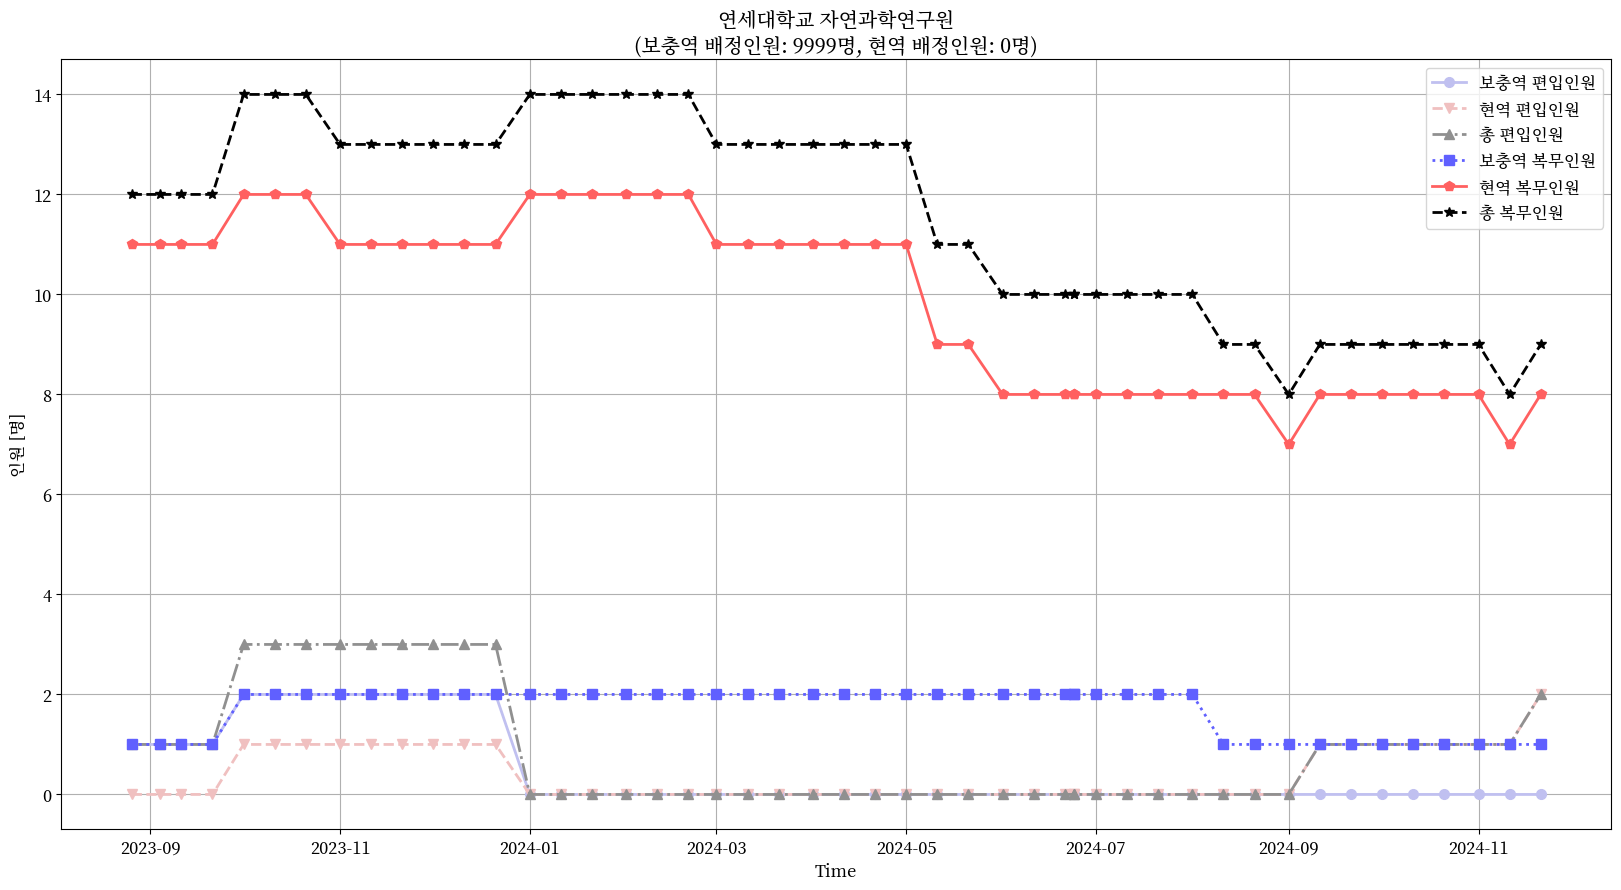 연세대학교 자연과학연구원
(보충역 배정인원: 9999명, 현역 배정인원: 0명)
보충역 편입인원
현역 편입인원
총 편입인원
보충역 복무인원
현역 복무인원
총 복무인원
인원 [명]
14
12
10
8
6
4
2
0
2023-09
2023-11
2024-01
2024-03
2024-05
2024-07
2024-09
2024-11
Time